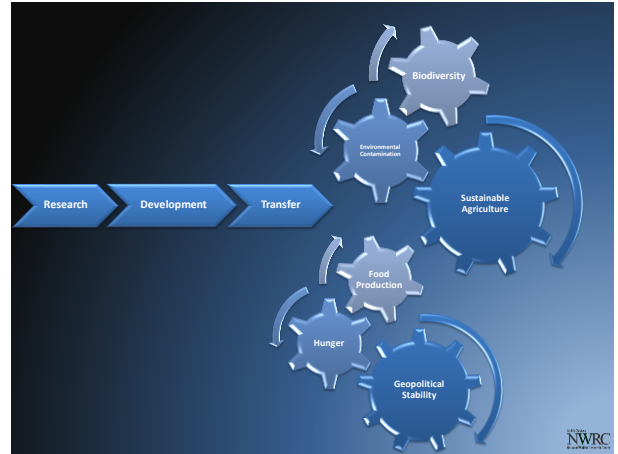 Biodiversity
Environmental
Contamination
Sustainable
Agriculture
Research
Development
Transfer
Food
Production
Hunger
Geopolitical
Stability
NWRC